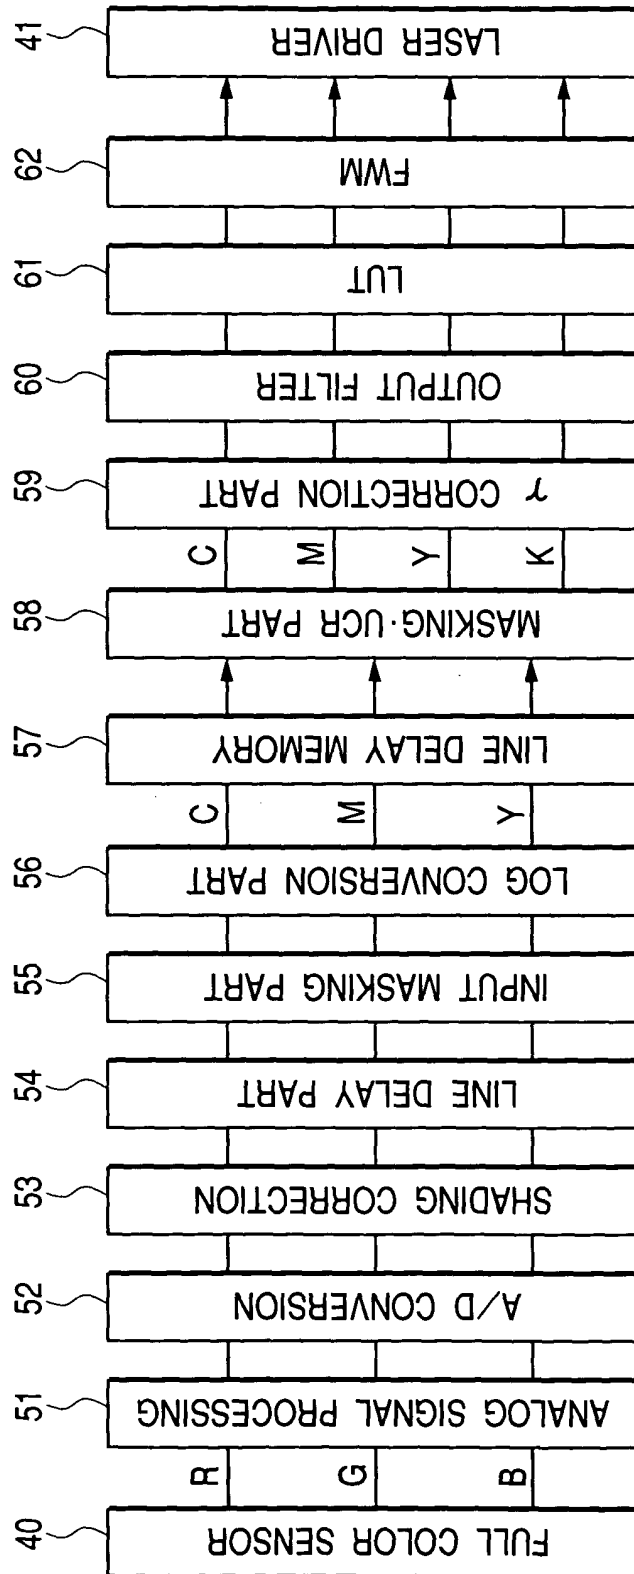 40
FULL COLOR SENSOR
R
G
B
51
ANALOG SIGNAL PROCESSING
52
A/D CONVERSION
53
SHADING CORRECTION
54
LINE DELAY PART
55
INPUT MASKING PART
56
LOG CONVERSION PART
C
M
Y
57
LINE DELAY MEMORY
58
MASKING·UCR PART
C
M
Y
K
59
γ CORRECTION PART
60
OUTPUT FILTER
61
LUT
62
FWM
41
LASER DRIVER